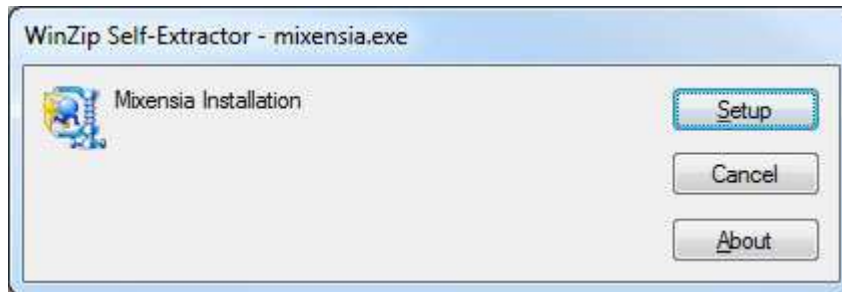 WinZip Self-Extractor - mixensia.exe
Mixensia Installation
Setup
Cancel
About